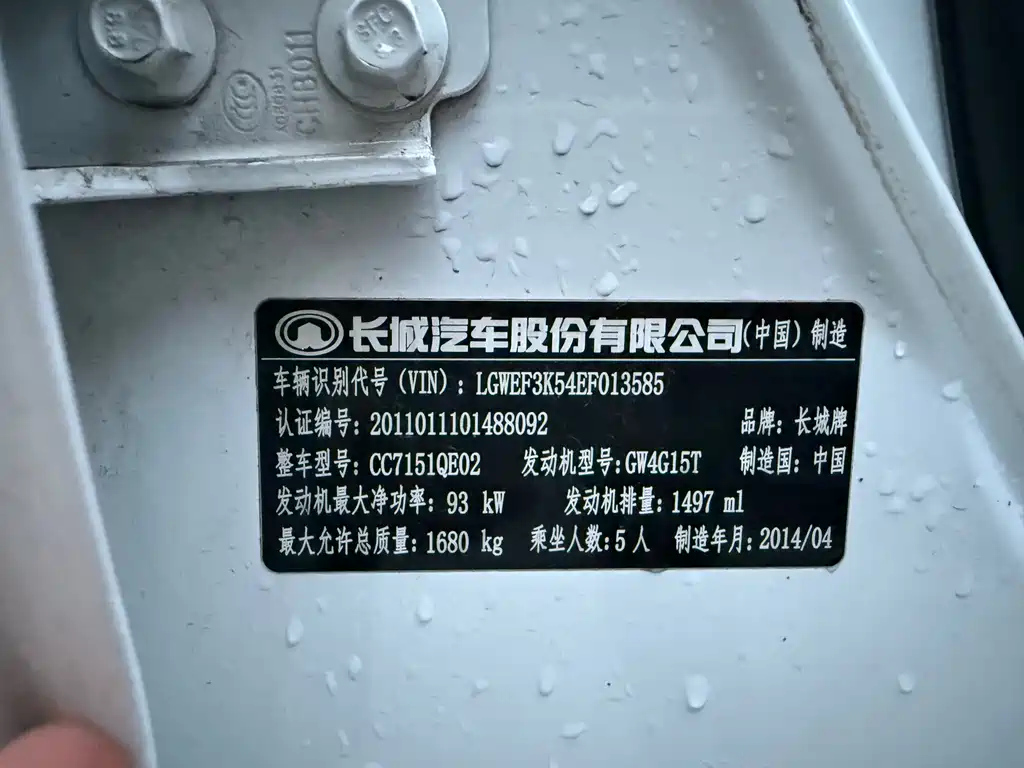 CHB011
A080631
长城汽车股份有限公司(中国)制造
车辆识别代号(VIN): LGWEF3K54EF013585
认证编号: 2011011101488092 品牌: 长城牌
整车型号: CC7151QE02 发动机型号: GW4G15T 制造国: 中国
发动机最大净功率: 93 kW 发动机排量: 1497 ml
最大允许总质量: 1680 kg 乘坐人数: 5人 制造年月: 2014/04